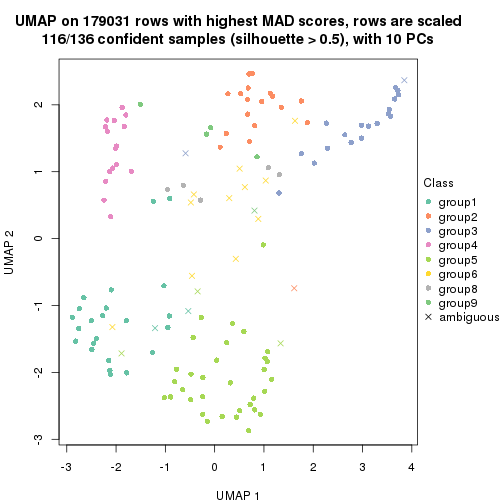 UMAP on 179031 rows with highest MAD scores, rows are scaled
116/136 confident samples (silhouette > 0.5), with 10 PCs
UMAP 2
2
1
0
-1
-2
-3
-3
-2
-1
0
1
2
3
4
UMAP 1
Class
group1
group2
group3
group4
group5
group6
group8
group9
ambiguous